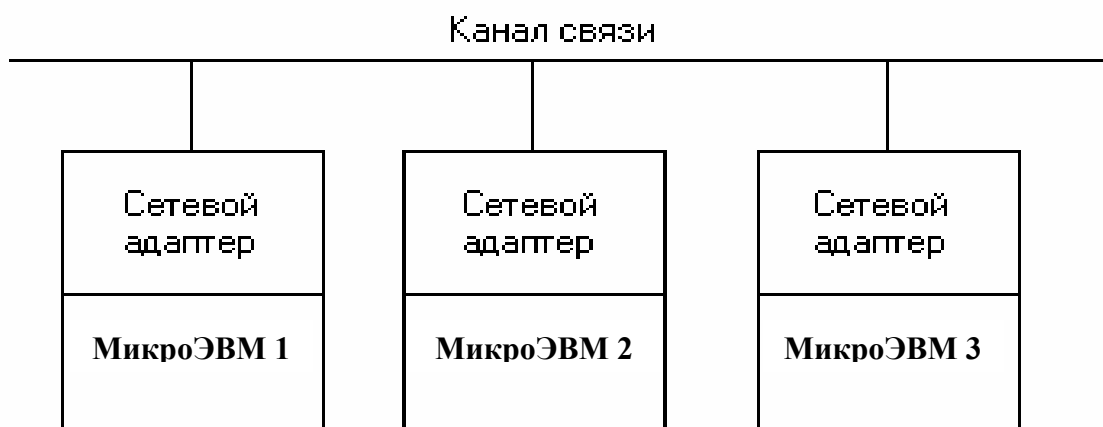 Канал связи
Сетевой
адаптер
Сетевой
адаптер
Сетевой
адаптер
МикроЭВМ 1
МикроЭВМ 2
МикроЭВМ 3